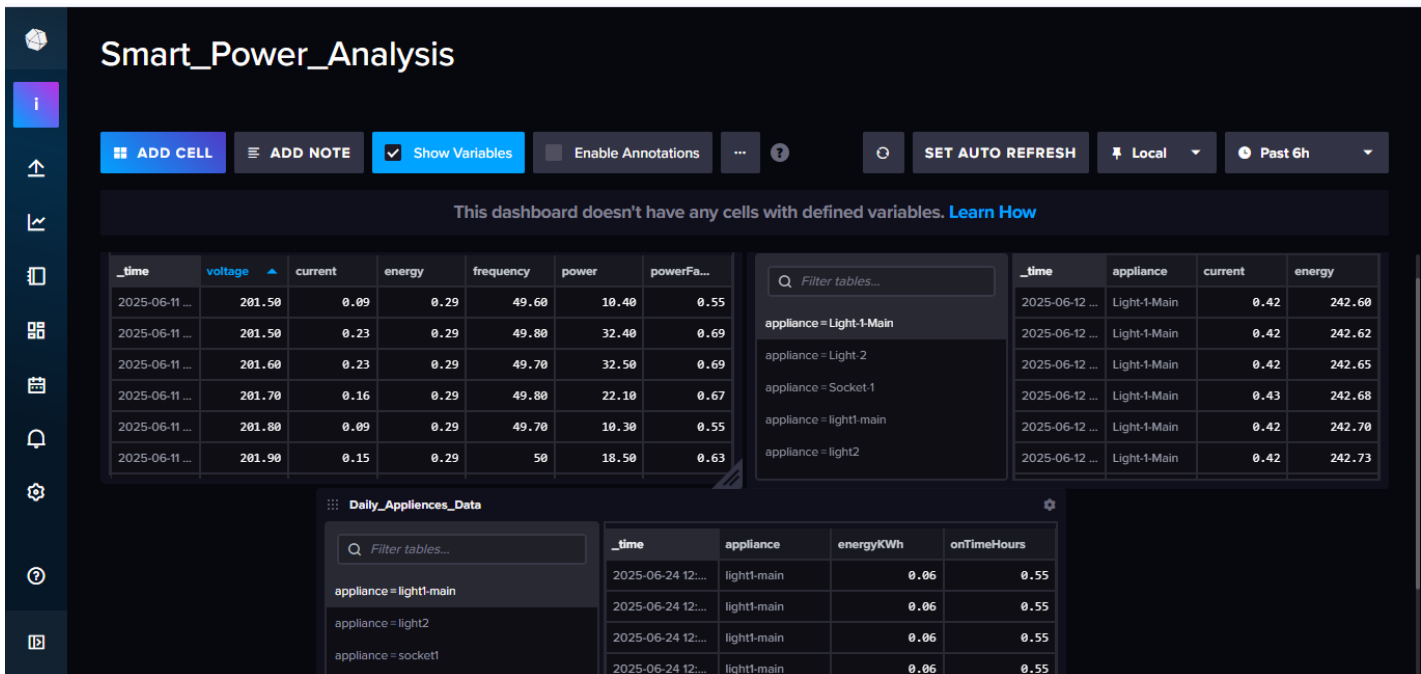 Smart_Power_Analysis
i
ADD CELL ADD NOTE Show Variables Enable Annotations ... ? SET AUTO REFRESH Local Past 6h
This dashboard doesn't have any cells with defined variables. Learn How
_time voltage current energy frequency power powerFa...
2025-06-11 ... 201.50 0.09 0.29 49.60 10.40 0.55
2025-06-11 ... 201.50 0.23 0.29 49.80 32.40 0.69
2025-06-11 ... 201.60 0.23 0.29 49.70 32.50 0.69
2025-06-11 ... 201.70 0.16 0.29 49.80 22.10 0.67
2025-06-11 ... 201.80 0.09 0.29 49.70 10.30 0.55
2025-06-11 ... 201.90 0.15 0.29 50 18.50 0.63
Filter tables...
appliance = Light-1-Main
appliance = Light-2
appliance = Socket-1
appliance = light1-main
appliance = light2
_time appliance current energy
2025-06-12 ... Light-1-Main 0.42 242.60
2025-06-12 ... Light-1-Main 0.42 242.62
2025-06-12 ... Light-1-Main 0.42 242.65
2025-06-12 ... Light-1-Main 0.43 242.68
2025-06-12 ... Light-1-Main 0.42 242.70
2025-06-12 ... Light-1-Main 0.42 242.73
Daily_Appliences_Data
Filter tables...
appliance = light1-main
appliance = light2
appliance = socket1
_time appliance energyKWh onTimeHours
2025-06-24 12:... light1-main 0.06 0.55
2025-06-24 12:... light1-main 0.06 0.55
2025-06-24 12:... light1-main 0.06 0.55
2025-06-24 12:... light1-main 0.06 0.55